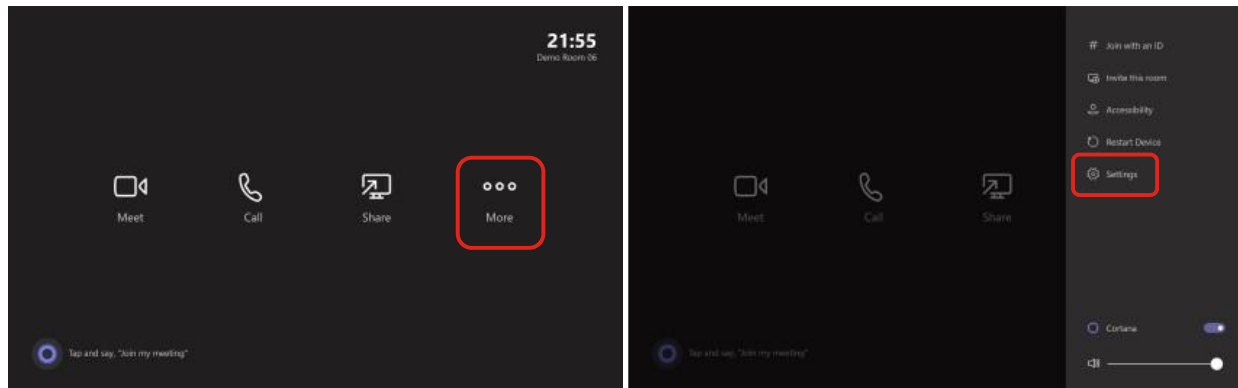 21:55
Demo Room 06
Meet
Call
Share
More
Tap and say, "Join my meeting"
# Join with an ID
Invite this room
Accessibility
Restart Device
Settings
Meet
Call
Share
Cortana
Tap and say, "Join my meeting"